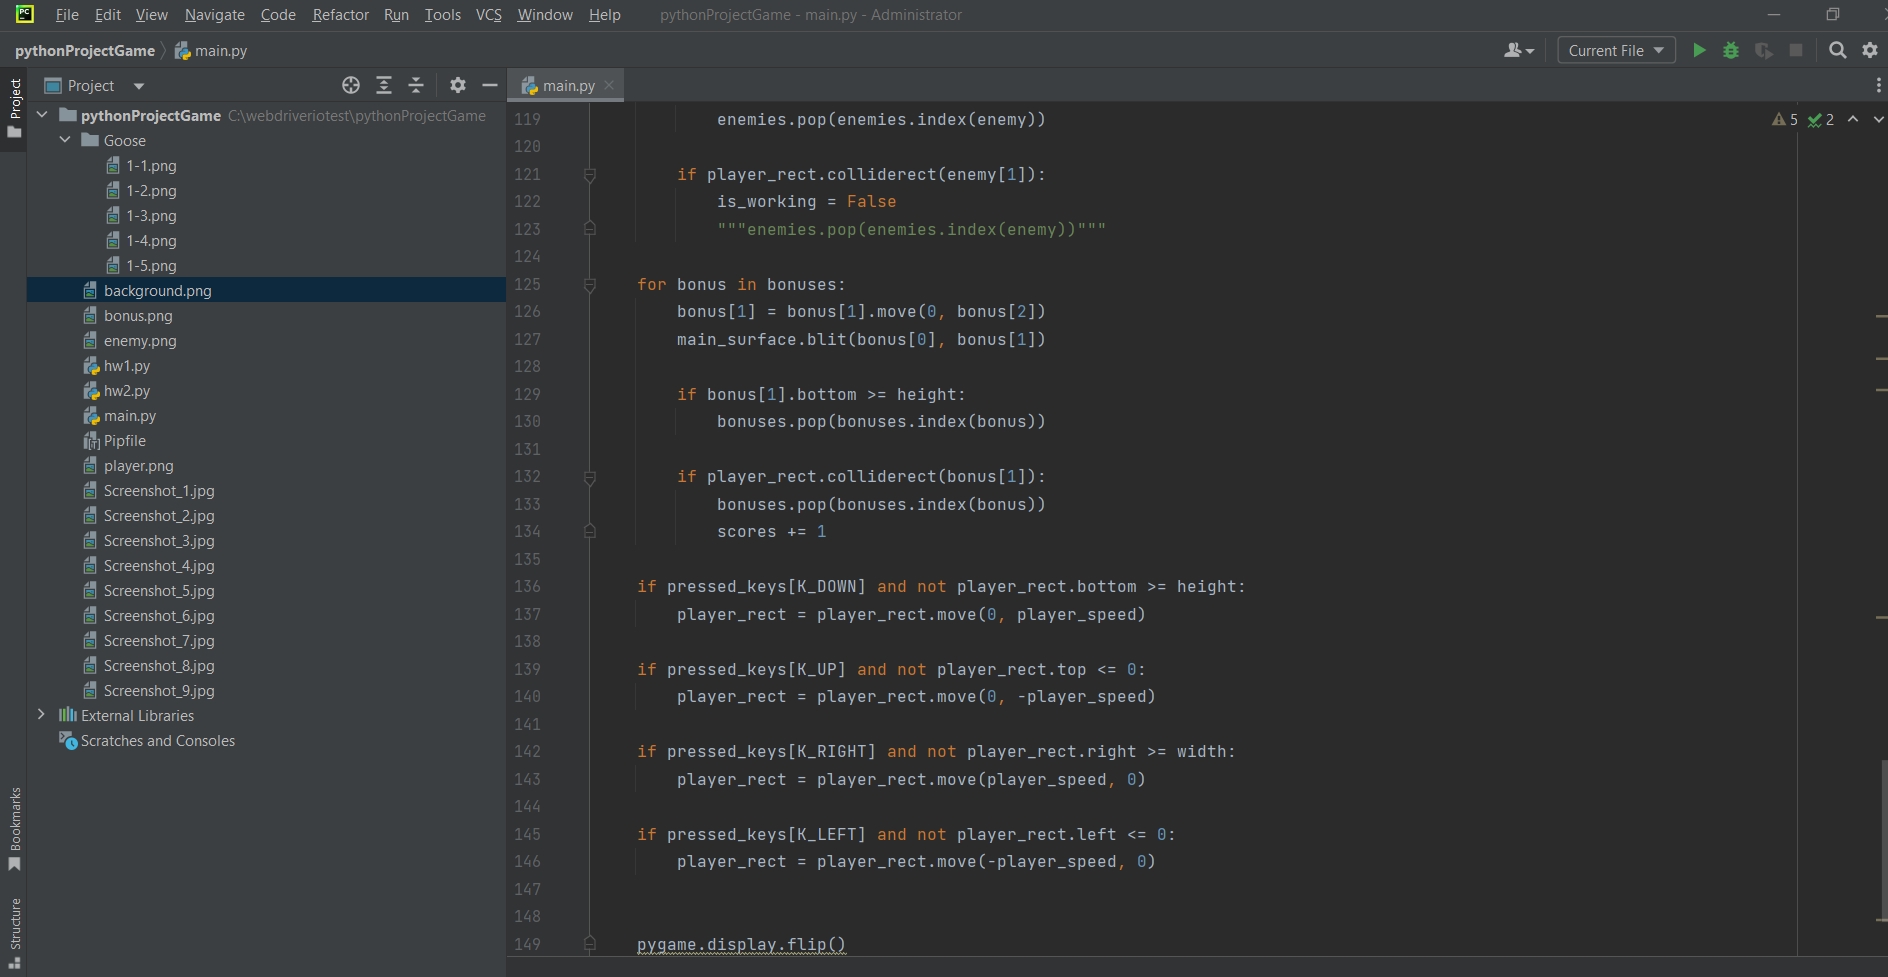 PC File Edit View Navigate Code Refactor Run Tools VCS Window Help pythonProjectGame - main.py - Administrator
pythonProjectGame main.py Current File
Project
Project
main.py
pythonProjectGame C:\webdriveriotest\pythonProjectGame
Goose
1-1.png
1-2.png
1-3.png
1-4.png
1-5.png
background.png
bonus.png
enemy.png
hw1.py
hw2.py
main.py
Pipfile
player.png
Screenshot_1.jpg
Screenshot_2.jpg
Screenshot_3.jpg
Screenshot_4.jpg
Screenshot_5.jpg
Screenshot_6.jpg
Screenshot_7.jpg
Screenshot_8.jpg
Screenshot_9.jpg
External Libraries
Scratches and Consoles
Bookmarks
Structure
5 2
119 enemies.pop(enemies.index(enemy))
120
121 if player_rect.colliderect(enemy[1]):
122 is_working = False
123 """enemies.pop(enemies.index(enemy))"""
124
125 for bonus in bonuses:
126 bonus[1] = bonus[1].move(0, bonus[2])
127 main_surface.blit(bonus[0], bonus[1])
128
129 if bonus[1].bottom >= height:
130 bonuses.pop(bonuses.index(bonus))
131
132 if player_rect.colliderect(bonus[1]):
133 bonuses.pop(bonuses.index(bonus))
134 scores += 1
135
136 if pressed_keys[K_DOWN] and not player_rect.bottom >= height:
137 player_rect = player_rect.move(0, player_speed)
138
139 if pressed_keys[K_UP] and not player_rect.top <= 0:
140 player_rect = player_rect.move(0, -player_speed)
141
142 if pressed_keys[K_RIGHT] and not player_rect.right >= width:
143 player_rect = player_rect.move(player_speed, 0)
144
145 if pressed_keys[K_LEFT] and not player_rect.left <= 0:
146 player_rect = player_rect.move(-player_speed, 0)
147
148
149 pygame.display.flip()